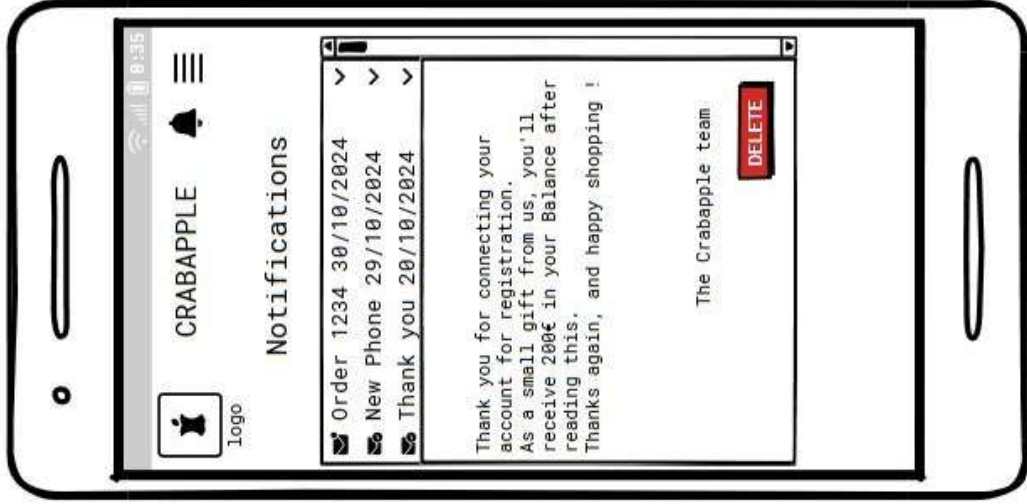 8:35
CRABAPPLE
logo
Notifications
Order 1234 30/10/2024
New Phone 29/10/2024
Thank you 20/10/2024
Thank you for connecting your
account for registration.
As a small gift from us, you'll
receive 200€ in your Balance after
reading this.
Thanks again, and happy shopping !
The Crabapple team
DELETE